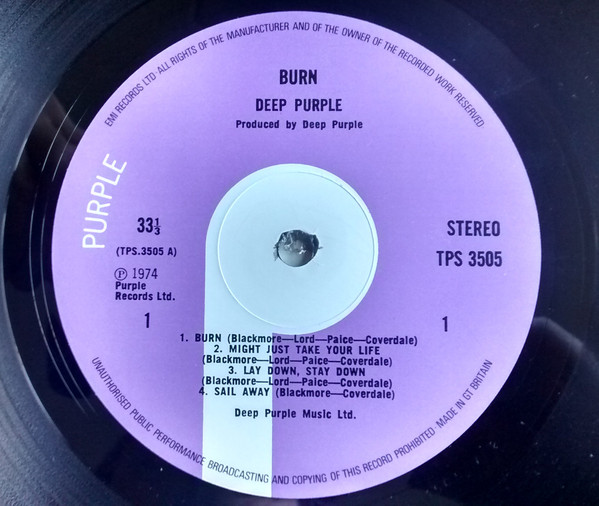 EMI RECORDS LTD·ALL RIGHTS OF THE MANUFACTURER AND OF THE OWNER OF THE RECORDED WORK RESERVED
BURN
DEEP PURPLE
Produced by Deep Purple
PURPLE
33⅓
STEREO
(TPS.3505 A)
TPS 3505
Ⓟ 1974
Purple
Records Ltd.
1
1
1. BURN (Blackmore—Lord—Paice—Coverdale)
2. MIGHT JUST TAKE YOUR LIFE
(Blackmore—Lord—Paice—Coverdale)
3. LAY DOWN, STAY DOWN
(Blackmore—Lord—Paice—Coverdale)
4. SAIL AWAY (Blackmore—Coverdale)
Deep Purple Music Ltd.
UNAUTHORISED PUBLIC PERFORMANCE BROADCASTING AND COPYING OF THIS RECORD PROHIBITED·MADE IN GT. BRITAIN